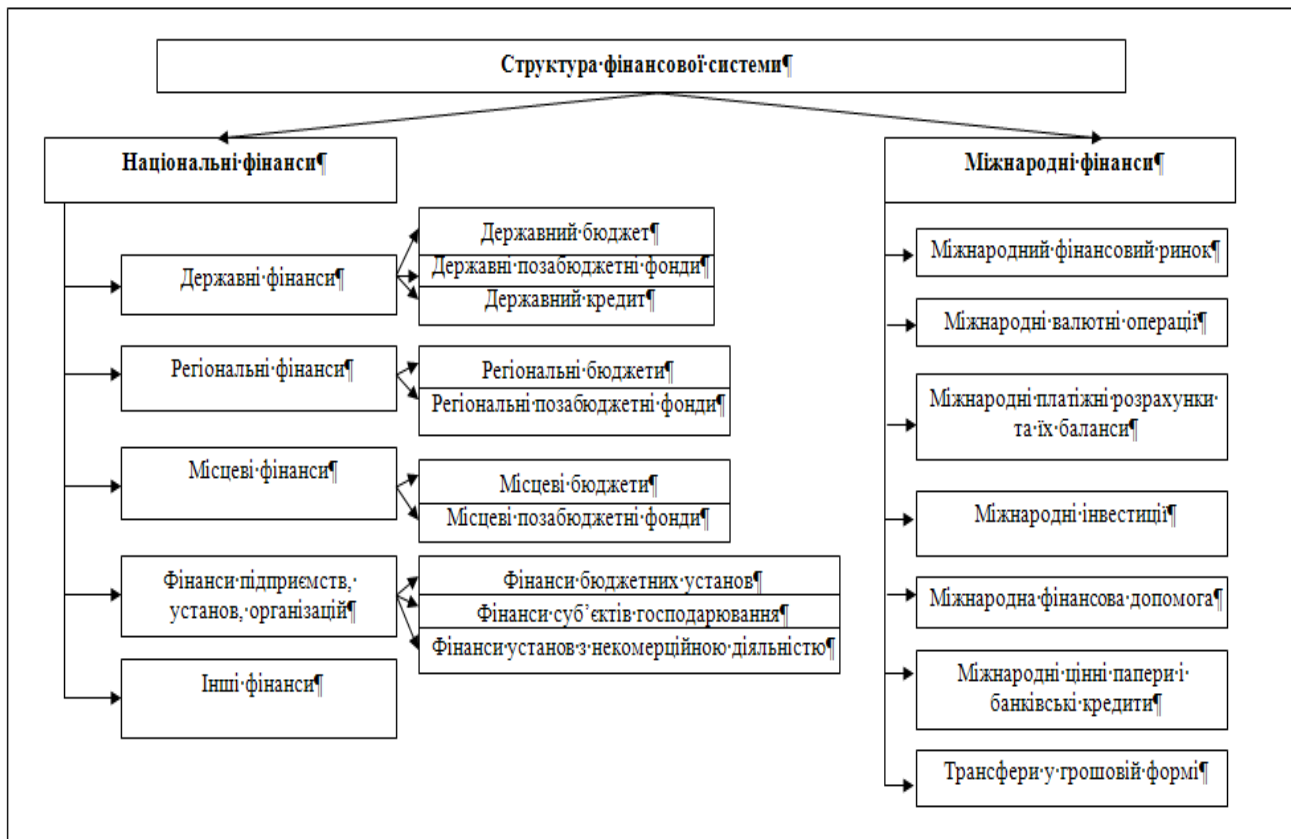 Структура·фінансової·системи¶
Національні·фінанси¶
Державні·фінанси¶
Державний·бюджет¶
Державні·позабюджетні·фонди¶
Державний·кредит¶
Регіональні·фінанси¶
Регіональні·бюджети¶
Регіональні·позабюджетні·фонди¶
Місцеві·фінанси¶
Місцеві·бюджети¶
Місцеві·позабюджетні·фонди¶
Фінанси·підприємств,·
установ,·організацій¶
Фінанси·бюджетних·установ¶
Фінанси·суб’єктів·господарювання¶
Фінанси·установ·з·некомерційною·діяльністю¶
Інші·фінанси¶
Міжнародні·фінанси¶
Міжнародний·фінансовий·ринок¶
Міжнародні·валютні·операції¶
Міжнародні·платіжні·розрахунки·
та·їх·баланси¶
Міжнародні·інвестиції¶
Міжнародна·фінансова·допомога¶
Міжнародні·цінні·папери·і·
банківські·кредити¶
Трансфери·у·грошовій·формі¶